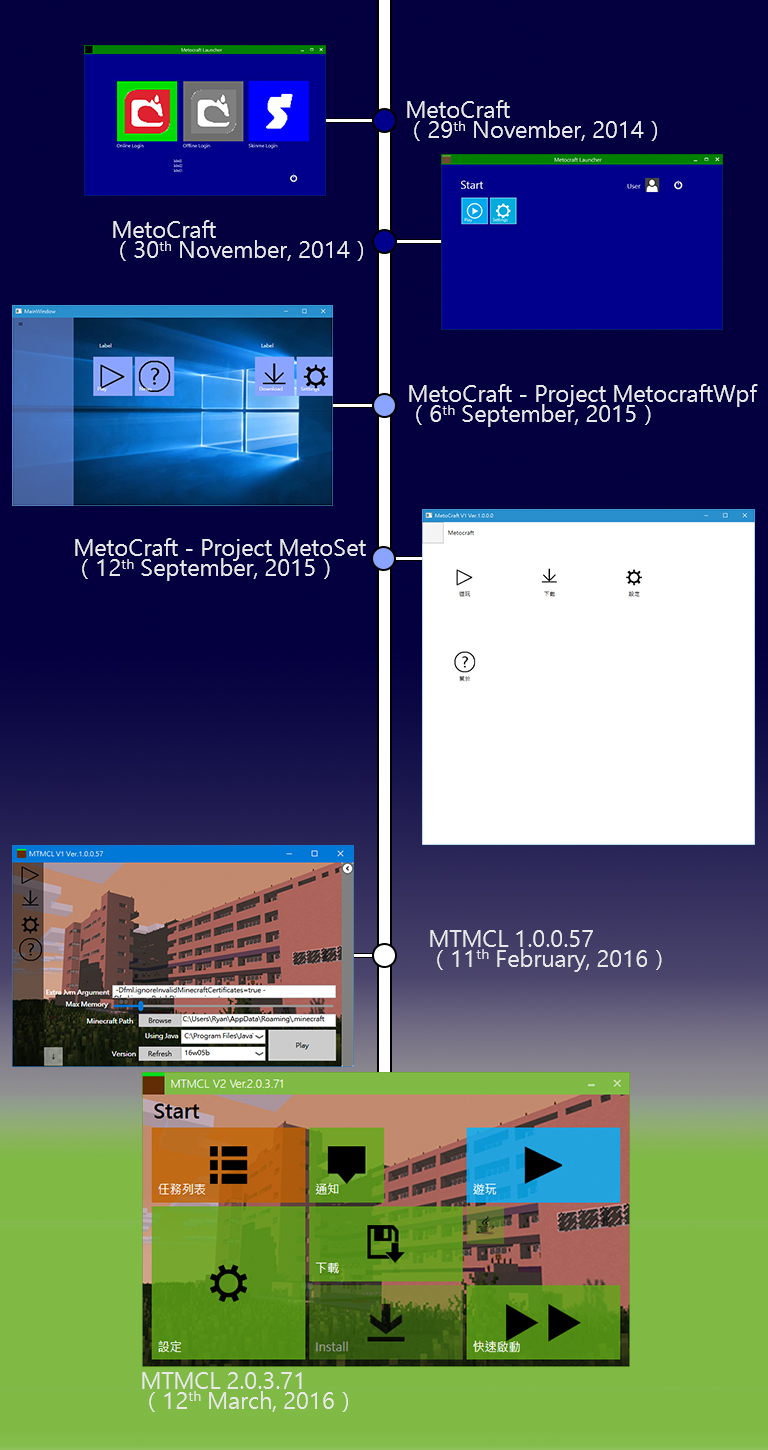 Metocraft Launcher
Online Login
Offline Login
Skinme Login
label1
label2
label3
MetoCraft
( 29th November, 2014 )
Metocraft Launcher
Start
User
Play
Settings
MetoCraft
( 30th November, 2014 )
MainWindow
Label
Label
Play
Download
Settings
MetoCraft - Project MetocraftWpf
( 6th September, 2015 )
MetoCraft V1 Ver.1.0.0.0
Metocraft
遊玩
下載
設定
幫助
MetoCraft - Project MetoSet
( 12th September, 2015 )
MTMCL V1 Ver.1.0.0.57
Extra Jvm Argument
-Dfml.ignoreInvalidMinecraftCertificates=true -
Max Memory
Minecraft Path
Browse
C:\Users\Ryan\AppData\Roaming\.minecraft
Using Java
C:\Program Files\Java\
Play
Version
Refresh
16w05b
MTMCL 1.0.0.57
( 11th February, 2016 )
MTMCL V2 Ver.2.0.3.71
Start
任務列表
通知
遊玩
下載
設定
Install
快速啟動
MTMCL 2.0.3.71
( 12th March, 2016 )